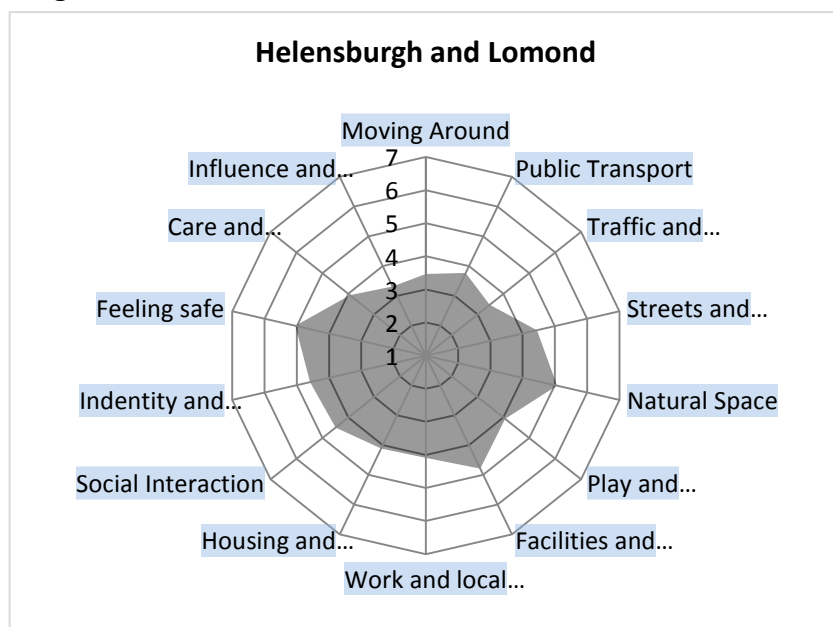 Helensburgh and Lomond
Moving Around
7
Influence and...
Public Transport
6
Care and...
5
Traffic and...
4
Feeling safe
3
Streets and...
2
1
Indentity and...
Natural Space
Social Interaction
Play and...
Housing and...
Facilities and...
Work and local...